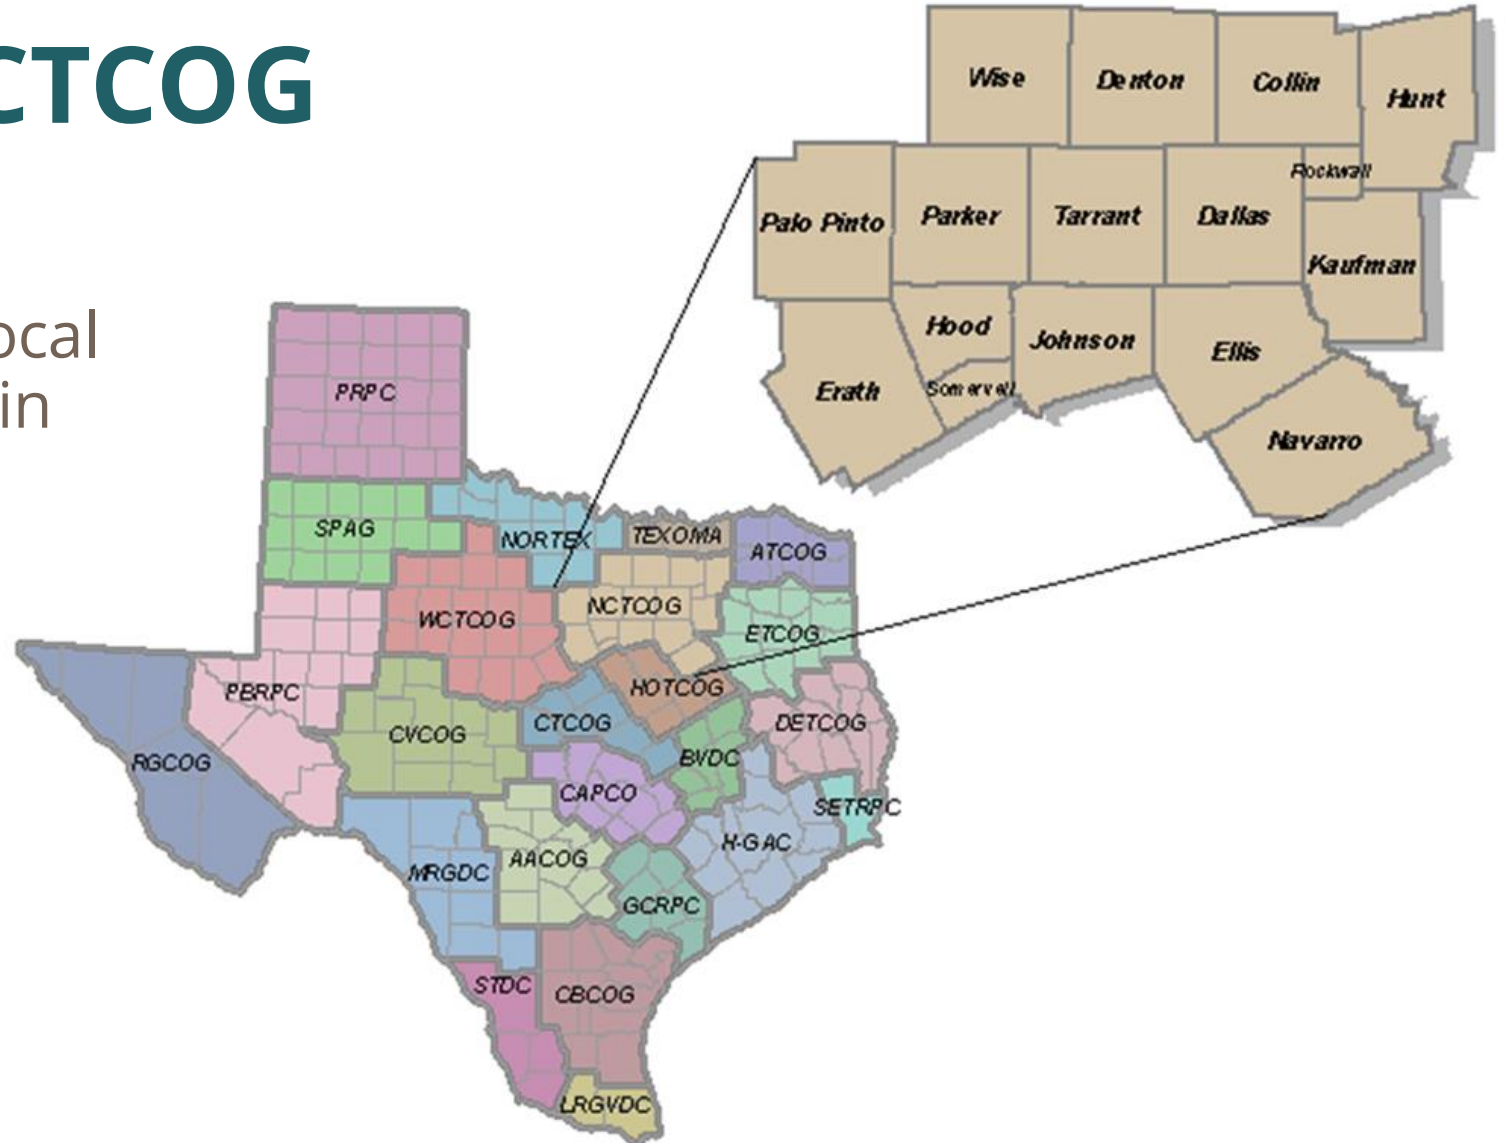 CTCOG
ocal
in
Wise
Denton
Collin
Hunt
Rockwall
Palo Pinto
Parker
Tarrant
Dallas
Kaufman
Hood
Johnson
Ellis
Erath
Somervell
Navarro
PRPC
SPAG
NORTEX
TEXOMA
ATCOG
WCTCOG
NCTCOG
ETCOG
PBRPC
HOTCOG
CVCOG
CTCOG
DETCOG
RGCOG
BVDC
CAPCO
SETRPC
H-GAC
AACOG
MRGDC
GCRPC
STDC
CBCOG
LRGVDC